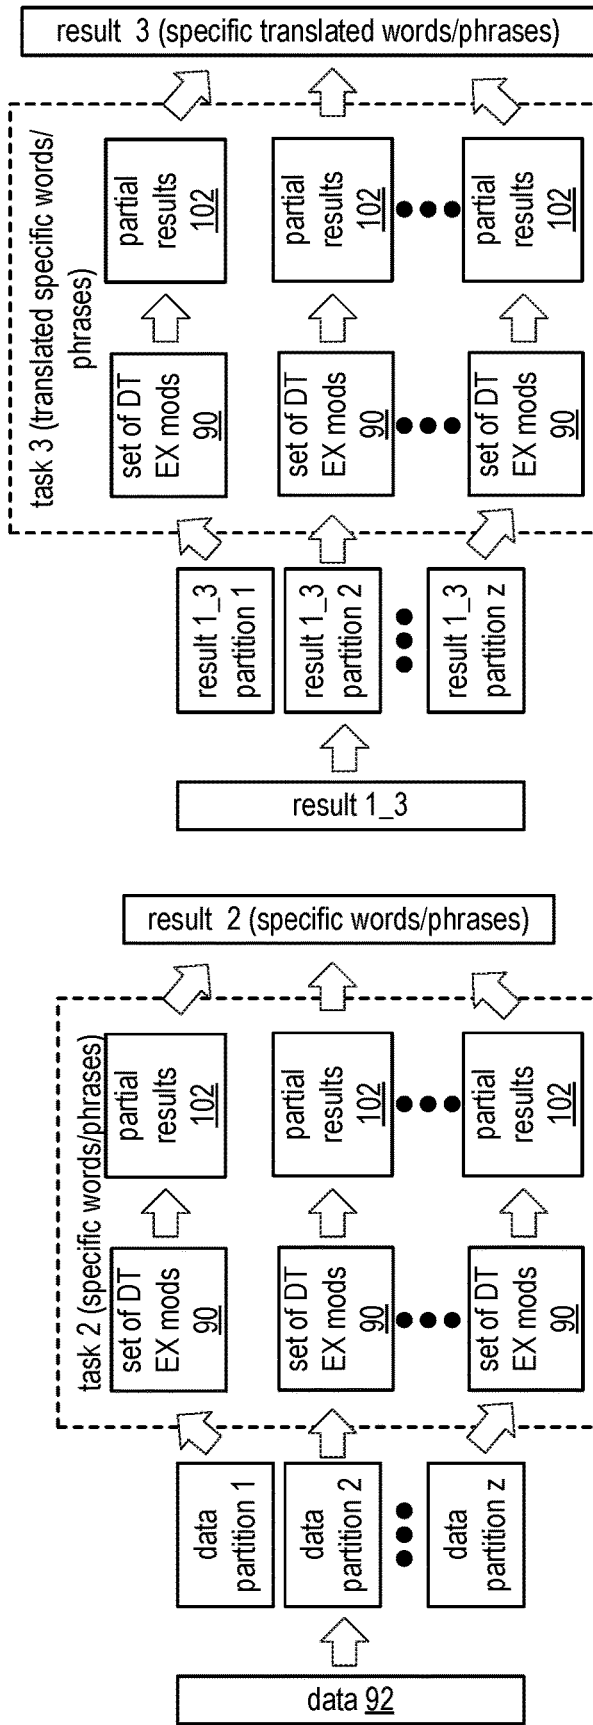 result 3 (specific translated words/phrases)
task 3 (translated specific words/
phrases)
partial
results
102
partial
results
102
partial
results
102
set of DT
EX mods
90
set of DT
EX mods
90
set of DT
EX mods
90
result 1_3
partition 1
result 1_3
partition 2
result 1_3
partition z
result 1_3
result 2 (specific words/phrases)
task 2 (specific words/phrases)
partial
results
102
partial
results
102
partial
results
102
set of DT
EX mods
90
set of DT
EX mods
90
set of DT
EX mods
90
data
partition 1
data
partition 2
data
partition z
data 92